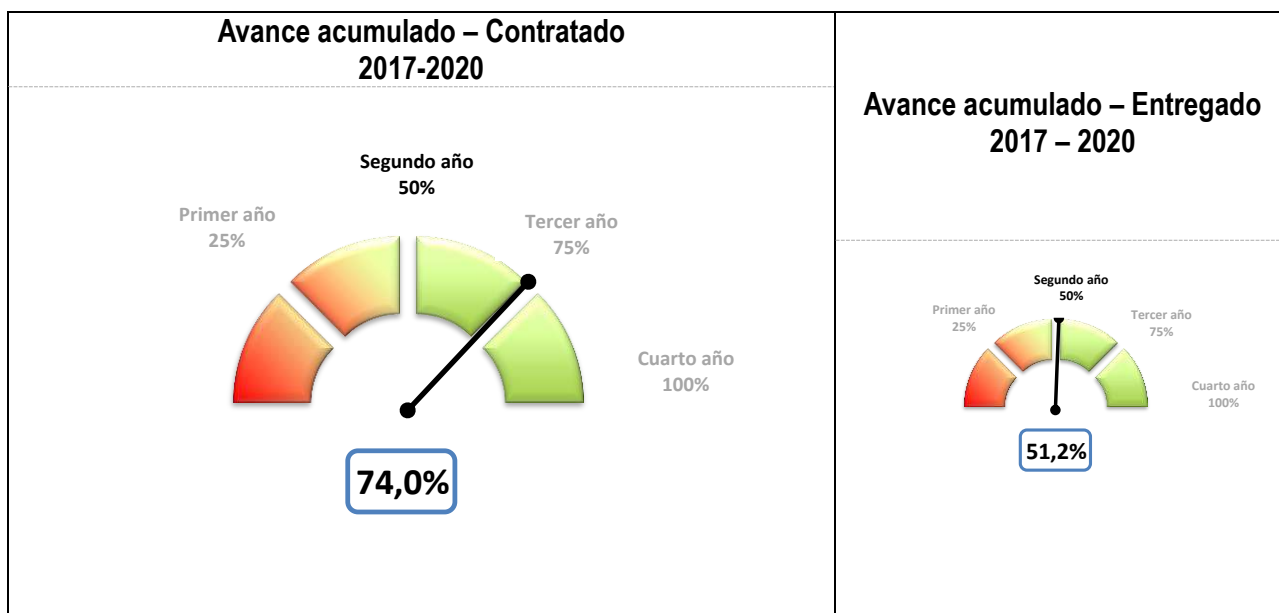 Avance acumulado – Contratado
2017-2020
Segundo año
50%
Primer año
25%
Tercer año
75%
Cuarto año
100%
74,0%
Avance acumulado – Entregado
2017 – 2020
Segundo año
50%
Primer año
25%
Tercer año
75%
Cuarto año
100%
51,2%